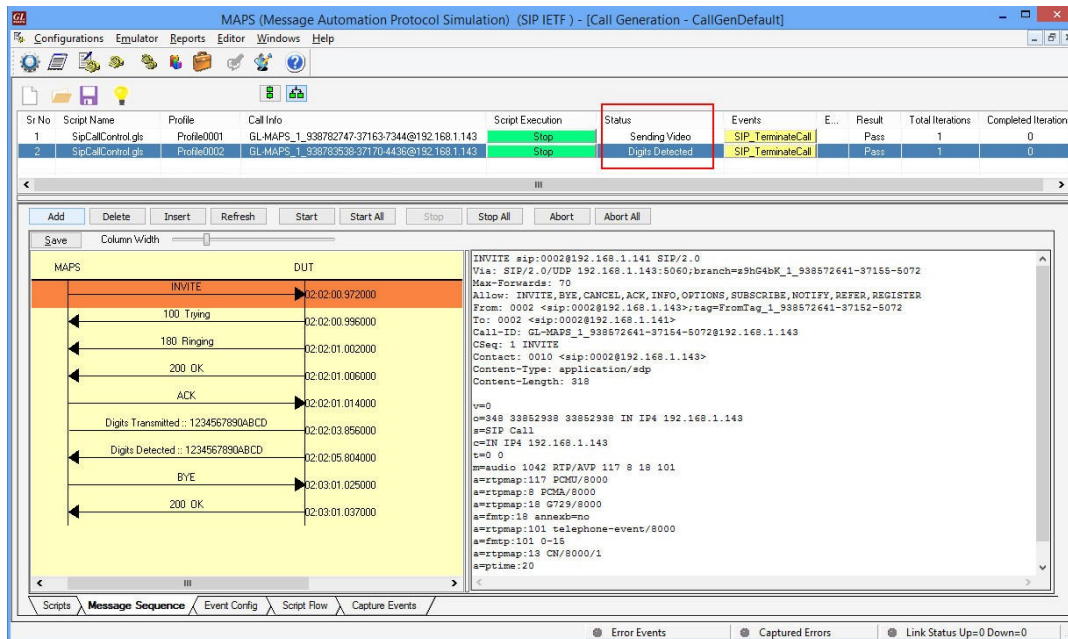 GL
MAPS (Message Automation Protocol Simulation) (SIP IETF ) - [Call Generation - CallGenDefault]
Configurations Emulator Reports Editor Windows Help
Sr No Script Name Profile Call Info Script Execution Status Events E... Result Total Iterations Completed Iteration
1 SipCallControl.gls Profile0001 GL-MAPS_1_938782747-37163-7344@192.168.1.143 Stop Sending Video SIP_TerminateCall Pass 1 0
2 SipCallControl.gls Profile0002 GL-MAPS_1_938783538-37170-4436@192.168.1.143 Stop Digits Detected SIP_TerminateCall Pass 1 0
Add Delete Insert Refresh Start Start All Stop Stop All Abort Abort All
Save Column Width
MAPS DUT
INVITE
02:02:00.972000
100 Trying
02:02:00.996000
180 Ringing
02:02:01.002000
200 OK
02:02:01.006000
ACK
02:02:01.014000
Digits Transmitted :: 1234567890ABCD
02:02:03.856000
Digits Detected :: 1234567890ABCD
02:02:05.804000
BYE
02:03:01.025000
200 OK
02:03:01.037000
INVITE sip:0002@192.168.1.141 SIP/2.0
Via: SIP/2.0/UDP 192.168.1.143:5060;branch=z9hG4bK_1_938572641-37155-5072
Max-Forwards: 70
Allow: INVITE,BYE,CANCEL,ACK,INFO,OPTIONS,SUBSCRIBE,NOTIFY,REFER,REGISTER
From: 0002 <sip:0002@192.168.1.143>;tag=FromTag_1_938572641-37152-5072
To: 0002 <sip:0002@192.168.1.141>
Call-ID: GL-MAPS_1_938572641-37154-5072@192.168.1.143
CSeq: 1 INVITE
Contact: 0010 <sip:0002@192.168.1.143>
Content-Type: application/sdp
Content-Length: 318
v=0
o=348 33852938 33852938 IN IP4 192.168.1.143
s=SIP Call
c=IN IP4 192.168.1.143
t=0 0
m=audio 1042 RTP/AVP 117 8 18 101
a=rtpmap:117 PCMU/8000
a=rtpmap:8 PCMA/8000
a=rtpmap:18 G729/8000
a=fmtp:18 annexb=no
a=rtpmap:101 telephone-event/8000
a=fmtp:101 0-15
a=rtpmap:13 CN/8000/1
a=ptime:20
Scripts Message Sequence Event Config Script Flow Capture Events
Error Events Captured Errors Link Status Up=0 Down=0